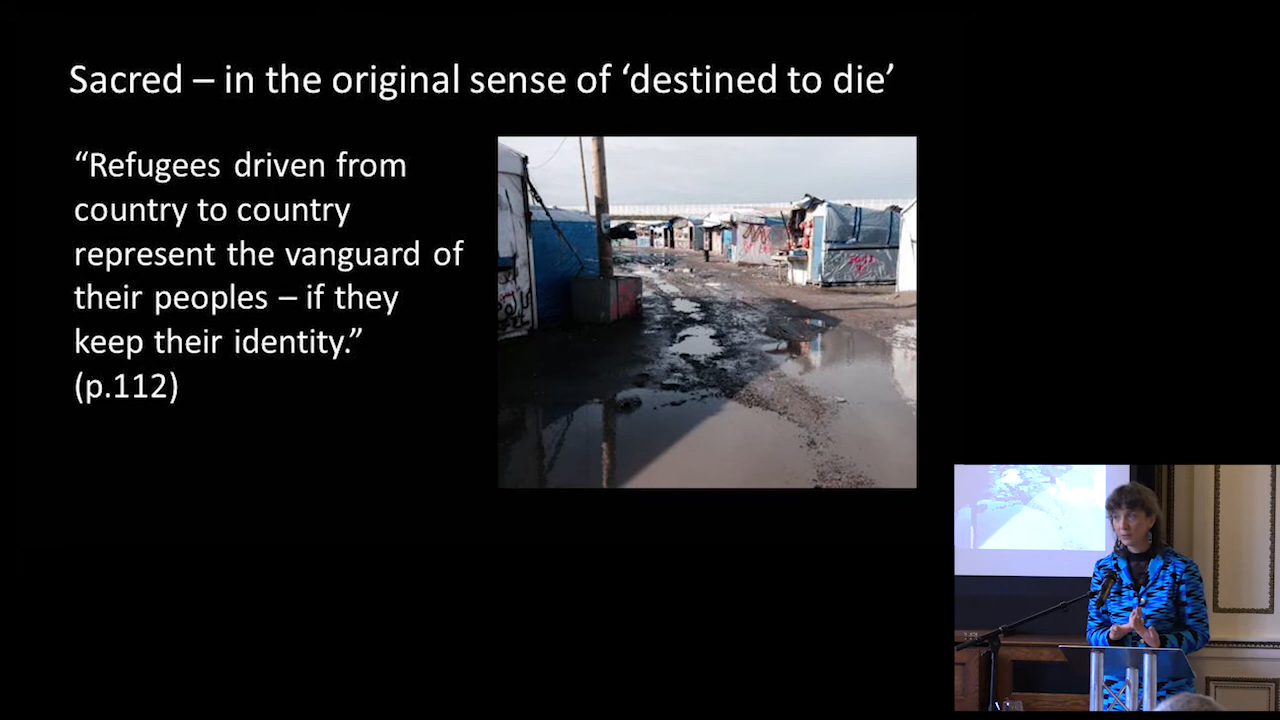 Sacred – in the original sense of ‘destined to die’
“Refugees driven from
country to country
represent the vanguard of
their peoples – if they
keep their identity.”
(p.112)